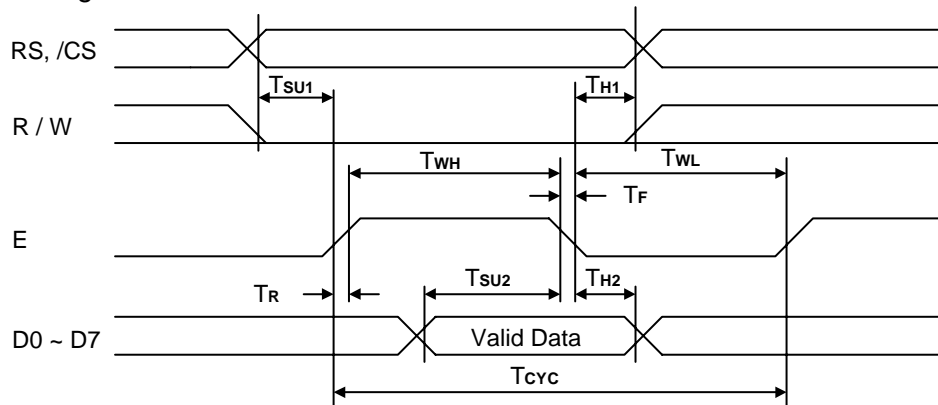 RS, /CS
TSU1
TH1
R / W
TWH
TWL
TF
E
TR
TSU2
TH2
D0 ~ D7
Valid Data
TCYC